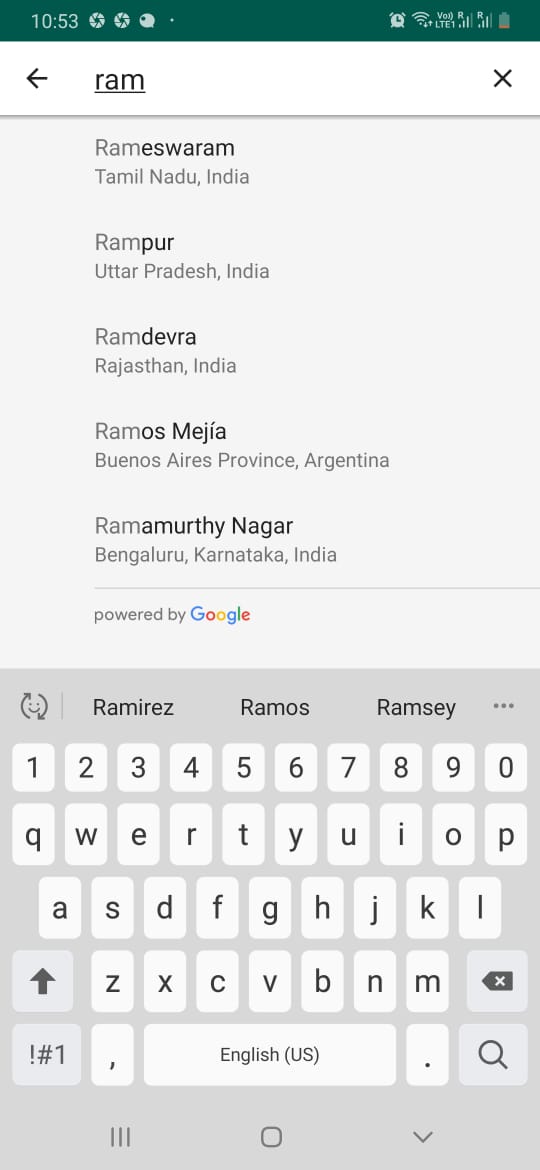 10:53
Vo)) R R
LTE1
ram
Rameswaram
Tamil Nadu, India
Rampur
Uttar Pradesh, India
Ramdevra
Rajasthan, India
Ramos Mejía
Buenos Aires Province, Argentina
Ramamurthy Nagar
Bengaluru, Karnataka, India
powered by Google
Ramirez Ramos Ramsey ...
1 2 3 4 5 6 7 8 9 0
q w e r t y u i o p
a s d f g h j k l
z x c v b n m
!#1 , English (US) .